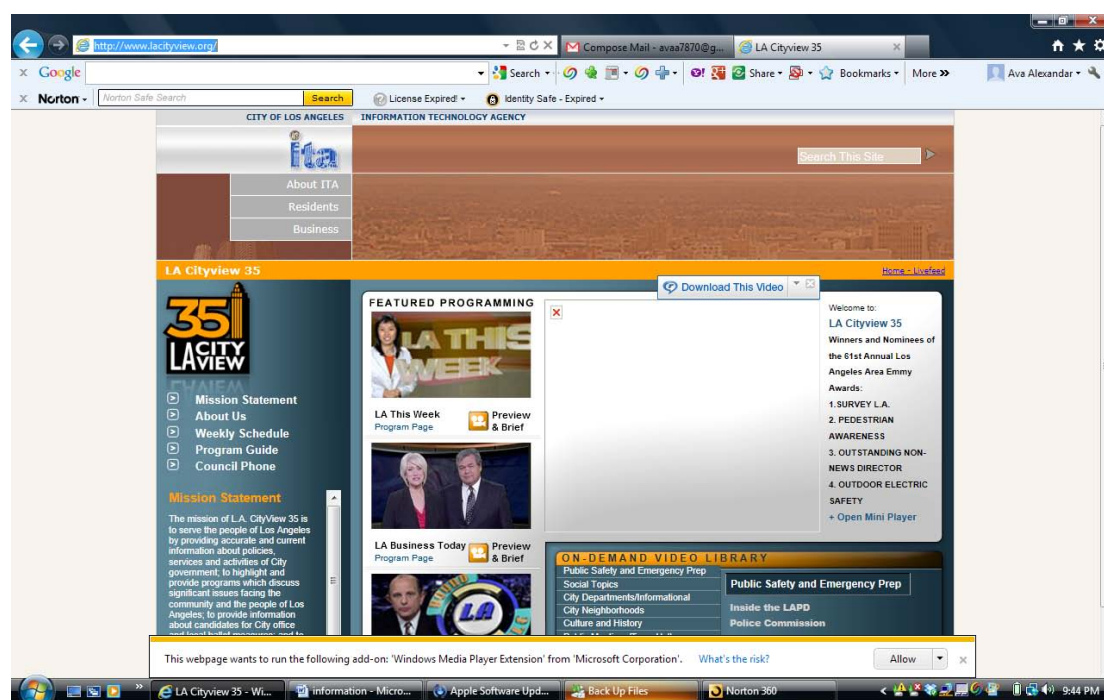 http://www.lacityview.org/
Compose Mail - avaa7870@g...
LA Cityview 35
Google
Search
Share
Bookmarks
More »
Ava Alexandar
Norton
Norton Safe Search
Search
License Expired!
Identity Safe - Expired
CITY OF LOS ANGELES
INFORMATION TECHNOLOGY AGENCY
ita
Search This Site
About ITA
Residents
Business
LA Cityview 35
Home - Livefeed
35
LA CITY
VIEW
Mission Statement
About Us
Weekly Schedule
Program Guide
Council Phone
Mission Statement
The mission of L.A. CityView 35 is
to serve the people of Los Angeles
by providing accurate and current
information about policies,
services and activities of City
government; to highlight and
provide programs which discuss
significant issues facing the
community and the people of Los
Angeles; to provide information
about candidates for City office
FEATURED PROGRAMMING
LA THIS
WEEK
LA This Week
Program Page
Preview
& Brief
LA Business Today
Program Page
Preview
& Brief
LA
Download This Video
Welcome to:
LA Cityview 35
Winners and Nominees of
the 61st Annual Los
Angeles Area Emmy
Awards:
1.SURVEY L.A.
2. PEDESTRIAN
AWARENESS
3. OUTSTANDING NON-
NEWS DIRECTOR
4. OUTDOOR ELECTRIC
SAFETY
+ Open Mini Player
ON-DEMAND VIDEO LIBRARY
Public Safety and Emergency Prep
Social Topics
City Departments/Informational
City Neighborhoods
Culture and History
Public Safety and Emergency Prep
Inside the LAPD
Police Commission
This webpage wants to run the following add-on: 'Windows Media Player Extension' from 'Microsoft Corporation'.
What's the risk?
Allow
LA Cityview 35 - Wi...
information - Micro...
Apple Software Upd...
Back Up Files
Norton 360
9:44 PM